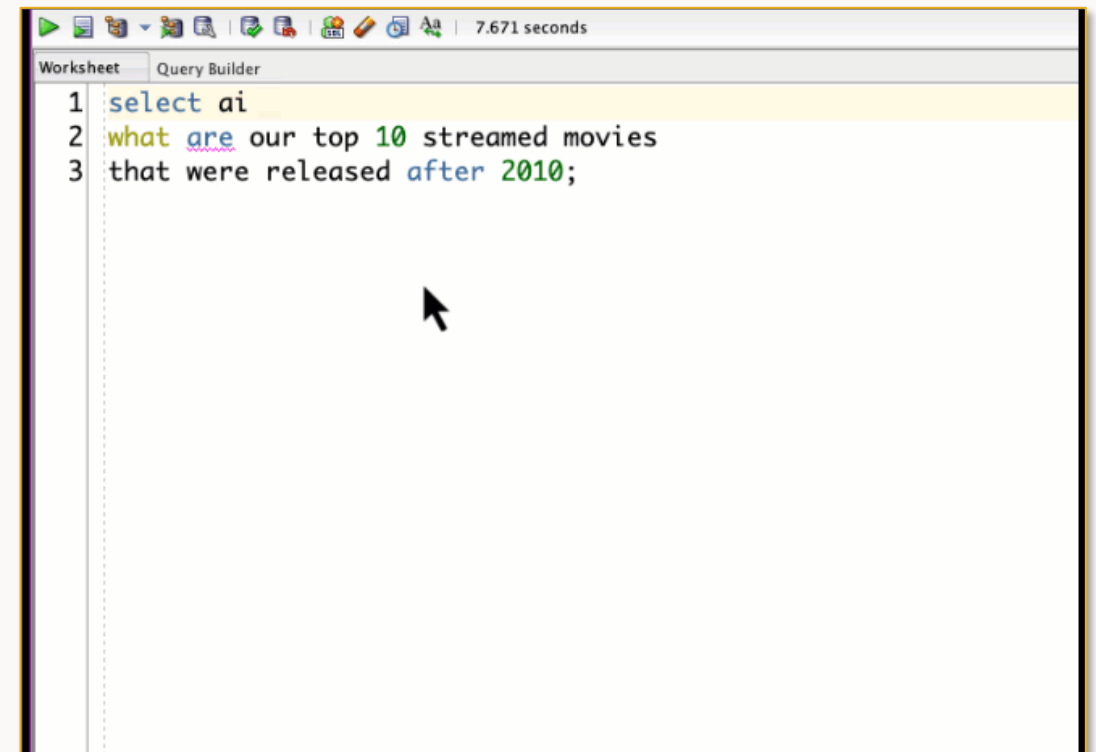 7.671 seconds
Worksheet Query Builder
1 select ai
2 what are our top 10 streamed movies
3 that were released after 2010;